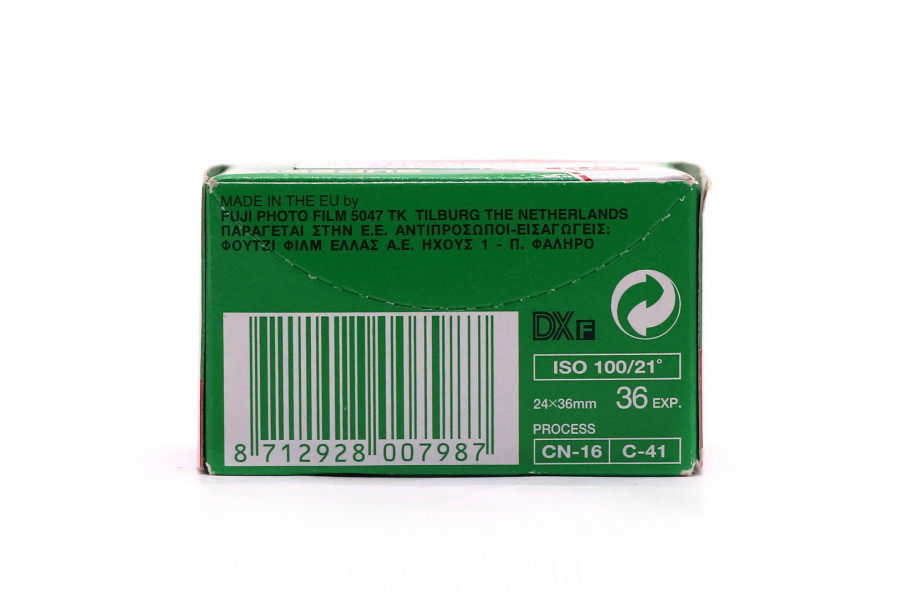 MADE IN THE EU by
FUJI PHOTO FILM 5047 TK TILBURG THE NETHERLANDS
ΠΑΡΑΓΕΤΑΙ ΣΤΗΝ Ε.Ε. ΑΝΤΙΠΡΟΣΩΠΟΙ-ΕΙΣΑΓΩΓΕΙΣ:
ΦΟΥΤΖΙ ΦΙΛΜ ΕΛΛΑΣ Α.Ε. ΗΧΟΥΣ 1 - Π. ΦΑΛΗΡΟ
DX F
ISO 100/21°
24×36mm 36 EXP.
PROCESS
CN-16 C-41
8 712928 007987